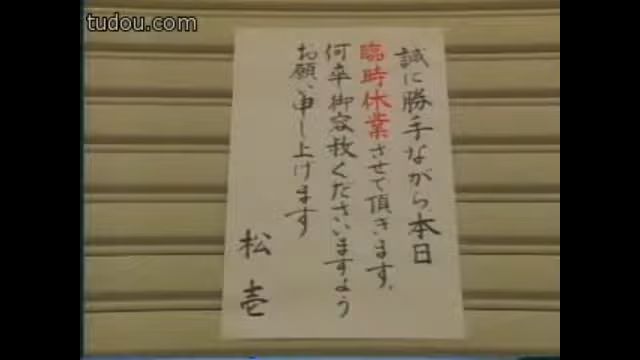 tudou.com
誠に勝手ながら本日
臨時休業させて頂きます。
何卒御容赦くださいますよう
お願い申し上げます
松壱